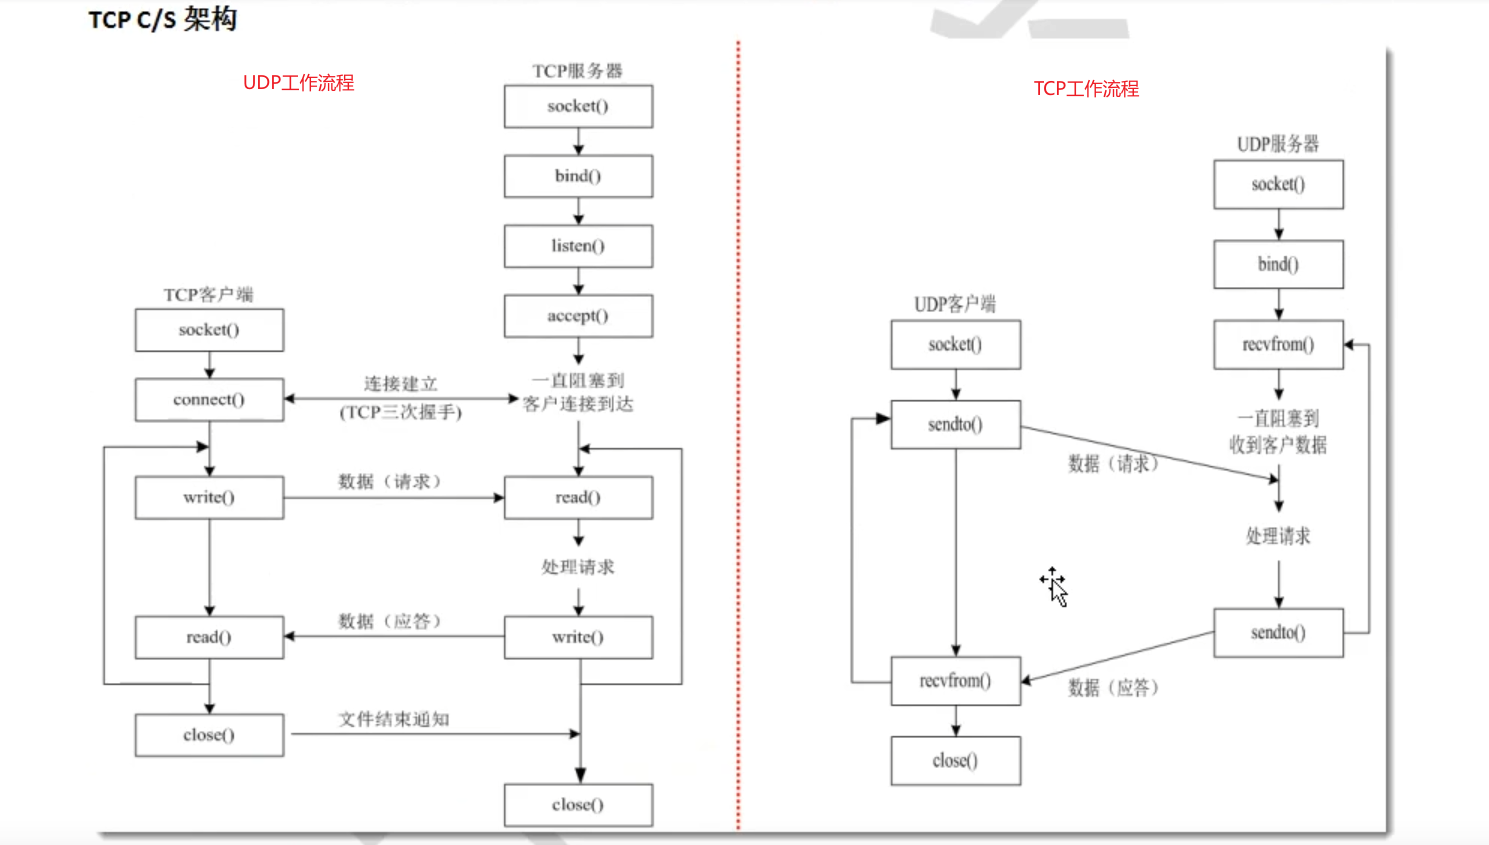 TCP C/S 架构
UDP工作流程
TCP服务器
socket()
bind()
listen()
accept()
一直阻塞到
客户连接到达
TCP客户端
socket()
connect()
连接建立
(TCP三次握手)
write()
数据（请求）
read()
处理请求
read()
数据（应答）
write()
close()
文件结束通知
close()
TCP工作流程
UDP服务器
socket()
bind()
recvfrom()
一直阻塞到
收到客户数据
UDP客户端
socket()
sendto()
数据（请求）
处理请求
sendto()
recvfrom()
数据（应答）
close()